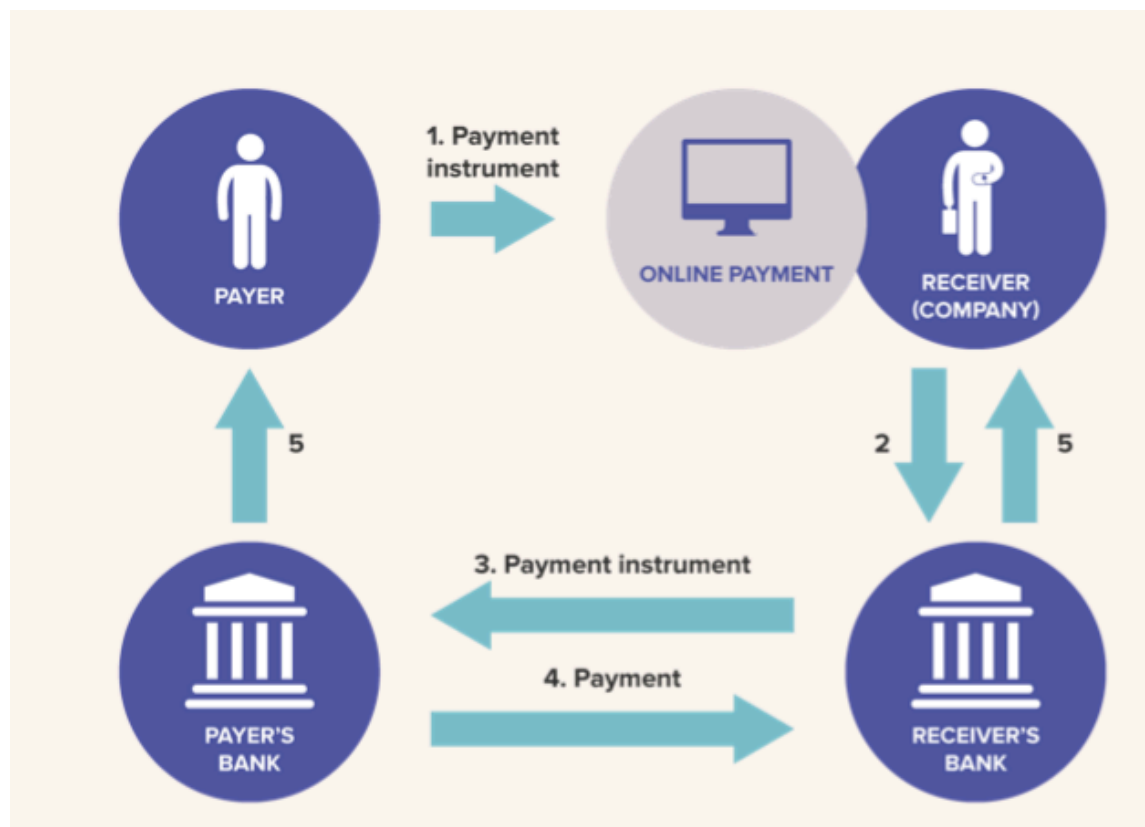 1. Payment
instrument
PAYER
ONLINE PAYMENT
RECEIVER
(COMPANY)
5
2
5
3. Payment instrument
4. Payment
PAYER'S
BANK
RECEIVER'S
BANK